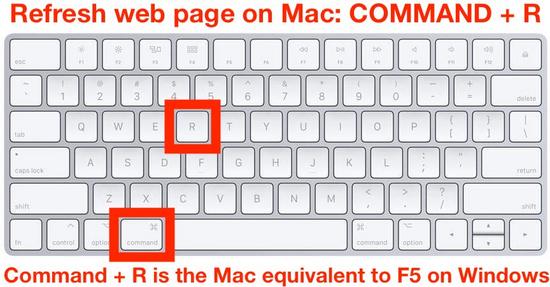 Refresh web page on Mac: COMMAND + R
esc F1 F2 F3 F4 F5 F6 F7 F8 F9 F10 F11 F12
~ ` ! 1 @ 2 # 3 $ 4 % 5 ^ 6 & 7 * 8 ( 9 ) 0 _ - + = delete
tab Q W E R T Y U I O P { [ } ] | \
caps lock A S D F G H J K L : ; " ' return
shift Z X C V B N M < , > . ? / shift
fn control option command command option
Command + R is the Mac equivalent to F5 on Windows